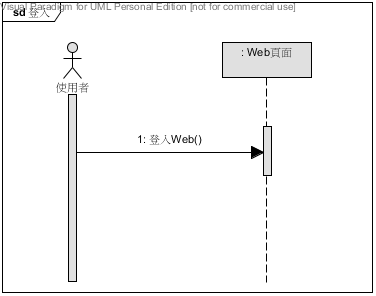 Visual Paradigm for UML Personal Edition [not for commercial use]
sd 登入
: Web頁面
使用者
1: 登入Web()